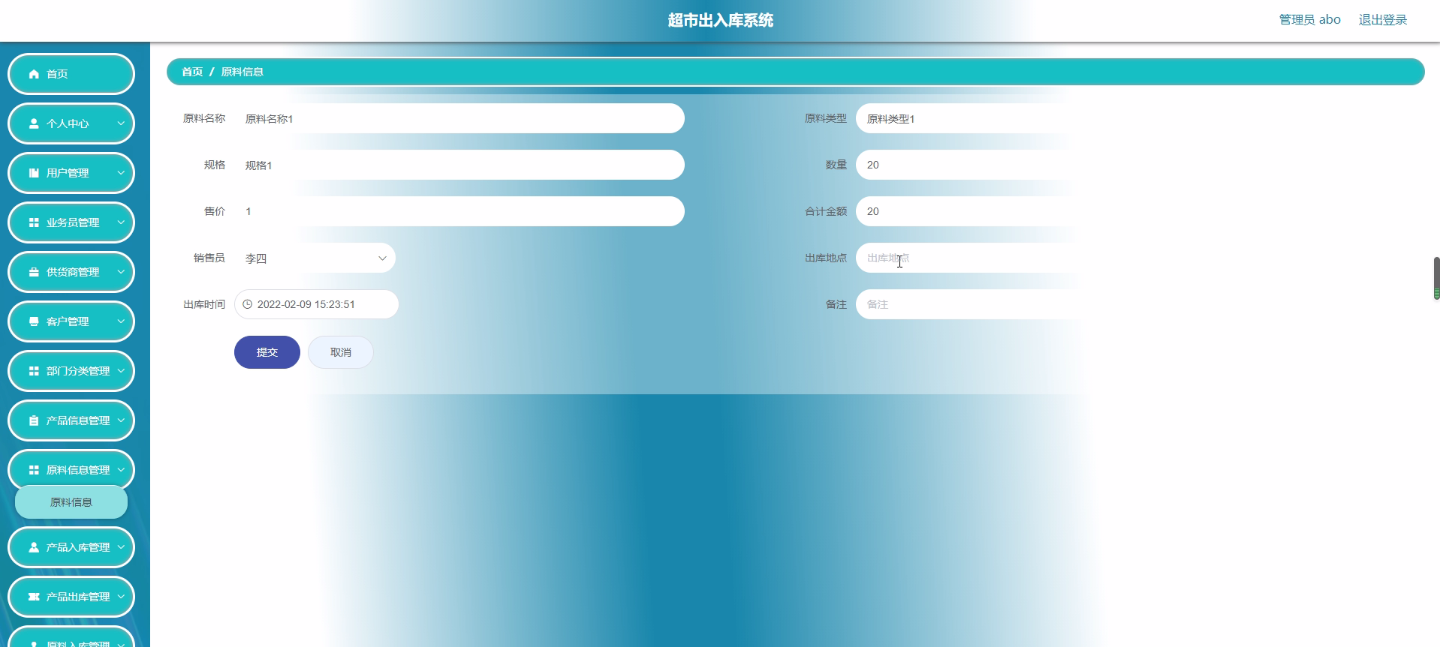 超市出入库系统
管理员 abo
退出登录
首页
个人中心
用户管理
业务员管理
供货商管理
客户管理
部门分类管理
产品信息管理
原料信息管理
原料信息
产品入库管理
产品出库管理
原料入库管理
首页 / 原料信息
原料名称 原料名称1
原料类型 原料类型1
规格 规格1
数量 20
售价 1
合计金额 20
销售员 李四
出库地点 出库地点
出库时间 2022-02-09 15:23:51
备注 备注
提交
取消